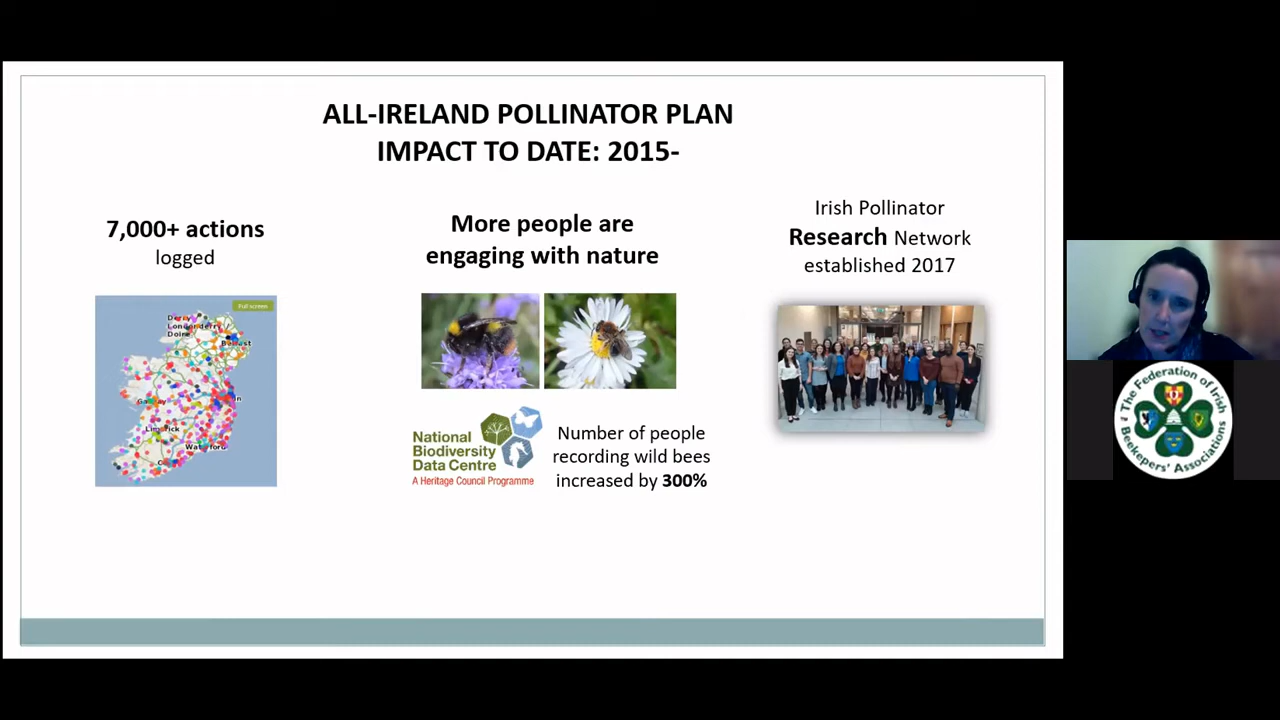 ALL-IRELAND POLLINATOR PLAN
IMPACT TO DATE: 2015-
7,000+ actions
logged
Full screen
Derry/
Londonderry
Doire
Belfast
Limerick
Waterford
More people are
engaging with nature
National
Biodiversity
Data Centre
A Heritage Council Programme
Number of people
recording wild bees
increased by 300%
Irish Pollinator
Research Network
established 2017
The Federation of Irish
Beekepers' Associations